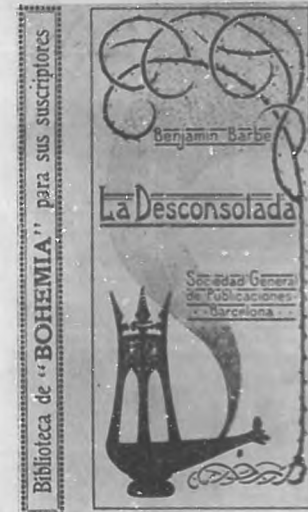 Biblioteca de "BOHEMIA" para sus suscriptores
Benjamin Barbé
La Desconsolada
Sociedad General
de Publicaciones
Barcelona